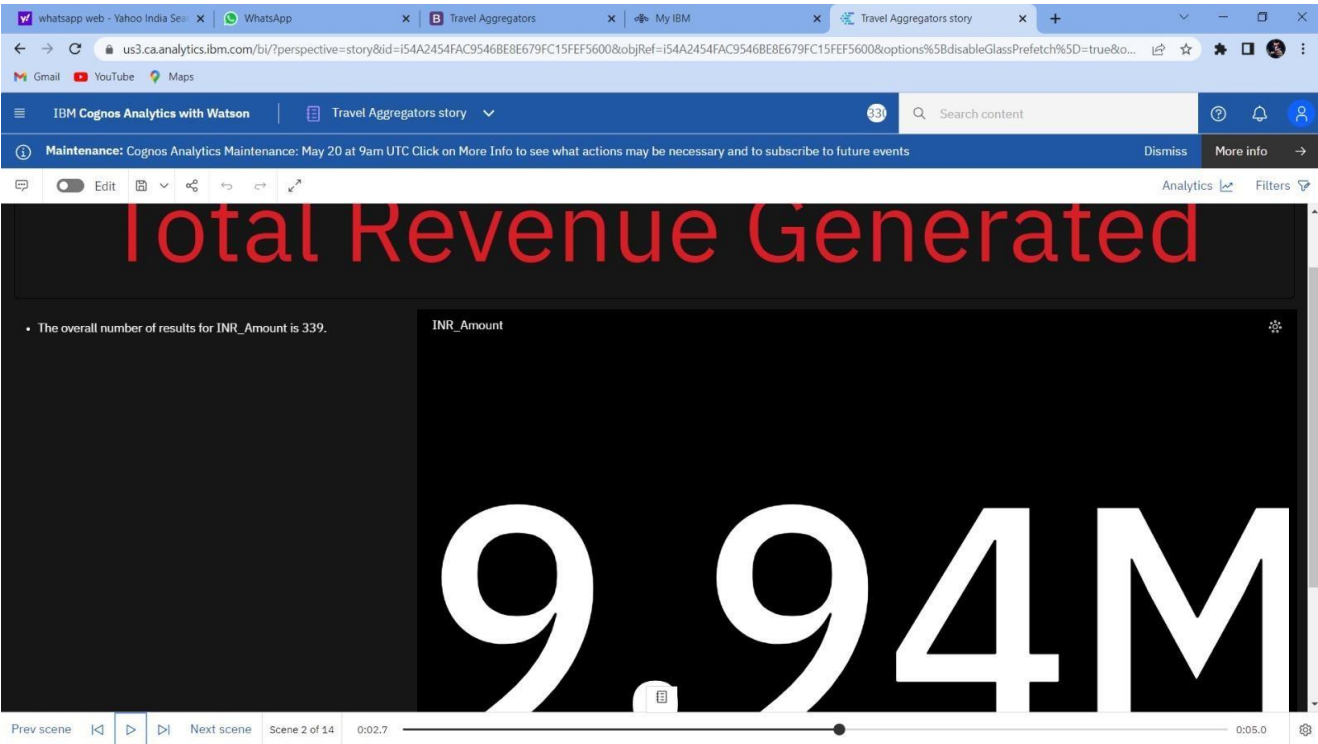 whatsapp web - Yahoo India Sea
WhatsApp
B Travel Aggregators
My IBM
Travel Aggregators story
us3.ca.analytics.ibm.com/bi/?perspective=story&id=i54A2454FAC9546BE8E679FC15FEF5600&objRef=i54A2454FAC9546BE8E679FC15FEF5600&options%5BdisableGlassPrefetch%5D=true&o...
Gmail YouTube Maps
IBM Cognos Analytics with Watson
Travel Aggregators story
Search content
Maintenance: Cognos Analytics Maintenance: May 20 at 9am UTC Click on More Info to see what actions may be necessary and to subscribe to future events
Dismiss
More info
Edit
Analytics
Filters
Total Revenue Generated
• The overall number of results for INR_Amount is 339.
INR_Amount
9.94M
Prev scene
Next scene
Scene 2 of 14
0:02.7
0:05.0